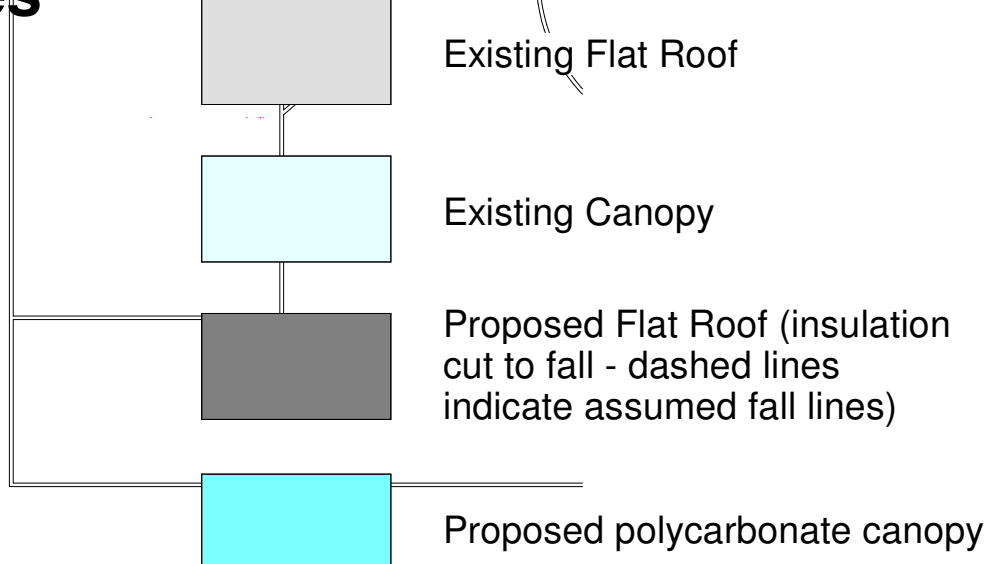 Existing Flat Roof
Existing Canopy
Proposed Flat Roof (insulation
cut to fall - dashed lines
indicate assumed fall lines)
Proposed polycarbonate canopy